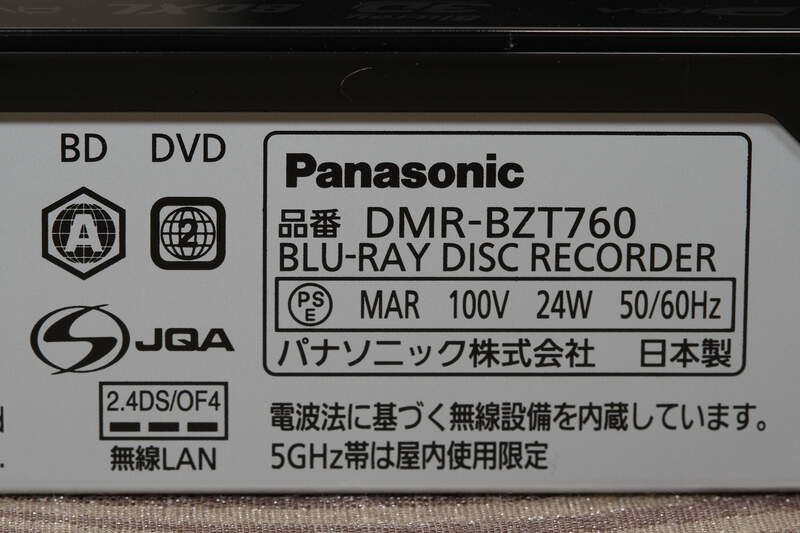 BD DVD
A 2
Panasonic
品番 DMR-BZT760
BLU-RAY DISC RECORDER
PS
E MAR 100V 24W 50/60Hz
パナソニック株式会社 日本製
S JQA
2.4DS/OF4
無線LAN
電波法に基づく無線設備を内蔵しています。
5GHz帯は屋内使用限定